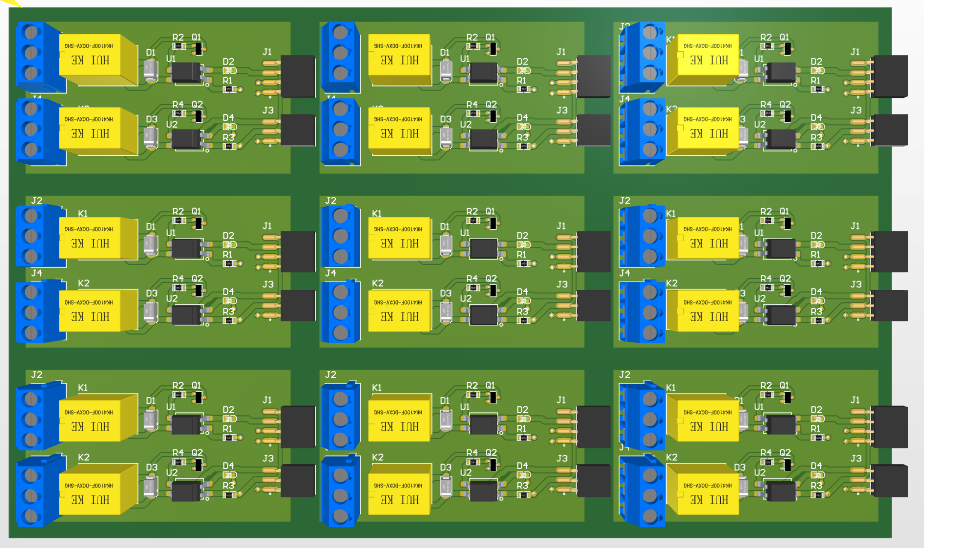 R2 Q1
D1 J1
HUI KE U1 D2
R1
R4 Q2 J3
D3 U2 D4
HUI KE R3
R2 Q1
D1 J1
HUI KE U1 D2
R1
R4 Q2 J3
D3 U2 D4
HUI KE R3
R2 Q1
J1
HUI KE U1 D2
R1
J4 R4 Q2 J3
D3 U2 D4
HUI KE R3
J2
K1 R2 Q1
D1 J1
HUI KE U1 D2
R1
J4
K2 R4 Q2 J3
D3 U2 D4
HUI KE R3
J2
K1 R2 Q1
D1 J1
HUI KE U1 D2
R1
J4
K2 R4 Q2 J3
D3 U2 D4
HUI KE R3
J2
K1 R2 Q1
J1
HUI KE U1 D2
R1
J4
K2 R4 Q2 J3
D3 U2 D4
HUI KE R3
J2
K1 R2 Q1
D1 J1
HUI KE U1 D2
R1
K2 R4 Q2 J3
D3 U2 D4
HUI KE R3
J2
K1 R2 Q1
D1 J1
HUI KE U1 D2
R1
K2 R4 Q2 J3
D3 U2 D4
HUI KE R3
J2
K1 R2 Q1
D1 J1
HUI KE U1 D2
R1
K2 R4 Q2 J3
D3 U2 D4
HUI KE R3